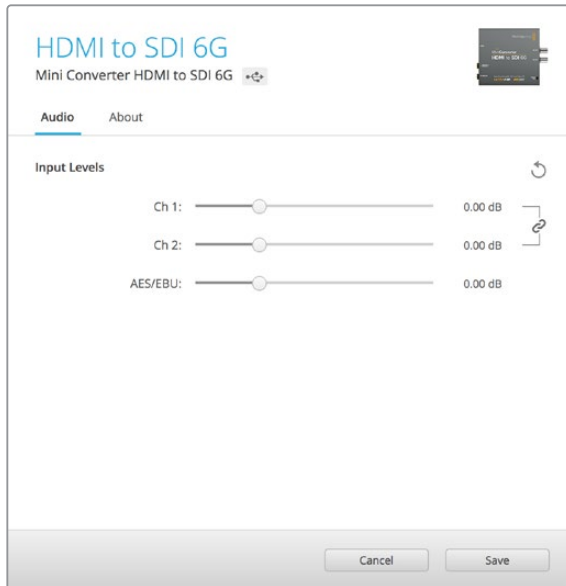 HDMI to SDI 6G
Mini Converter HDMI to SDI 6G
Audio About
Input Levels
Ch 1: 0.00 dB
Ch 2: 0.00 dB
AES/EBU: 0.00 dB
Cancel Save